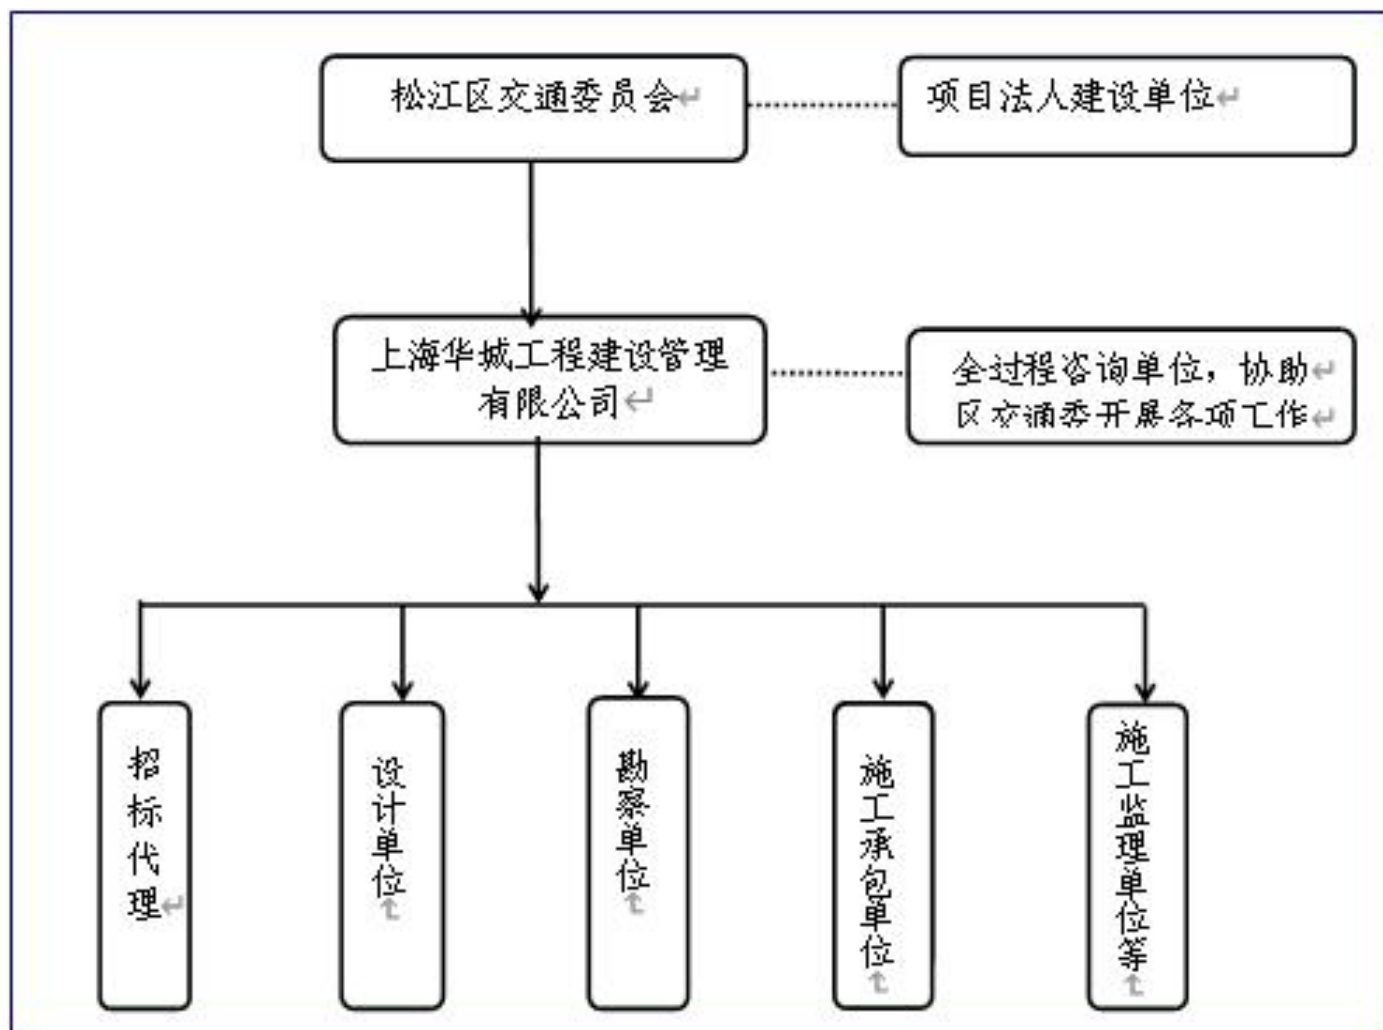 松江区交通委员会
项目法人建设单位
上海华城工程建设管理
有限公司
全过程咨询单位，协助
区交通委开展各项工作
招标代理
设计单位
勘察单位
施工承包单位
施工监理单位等